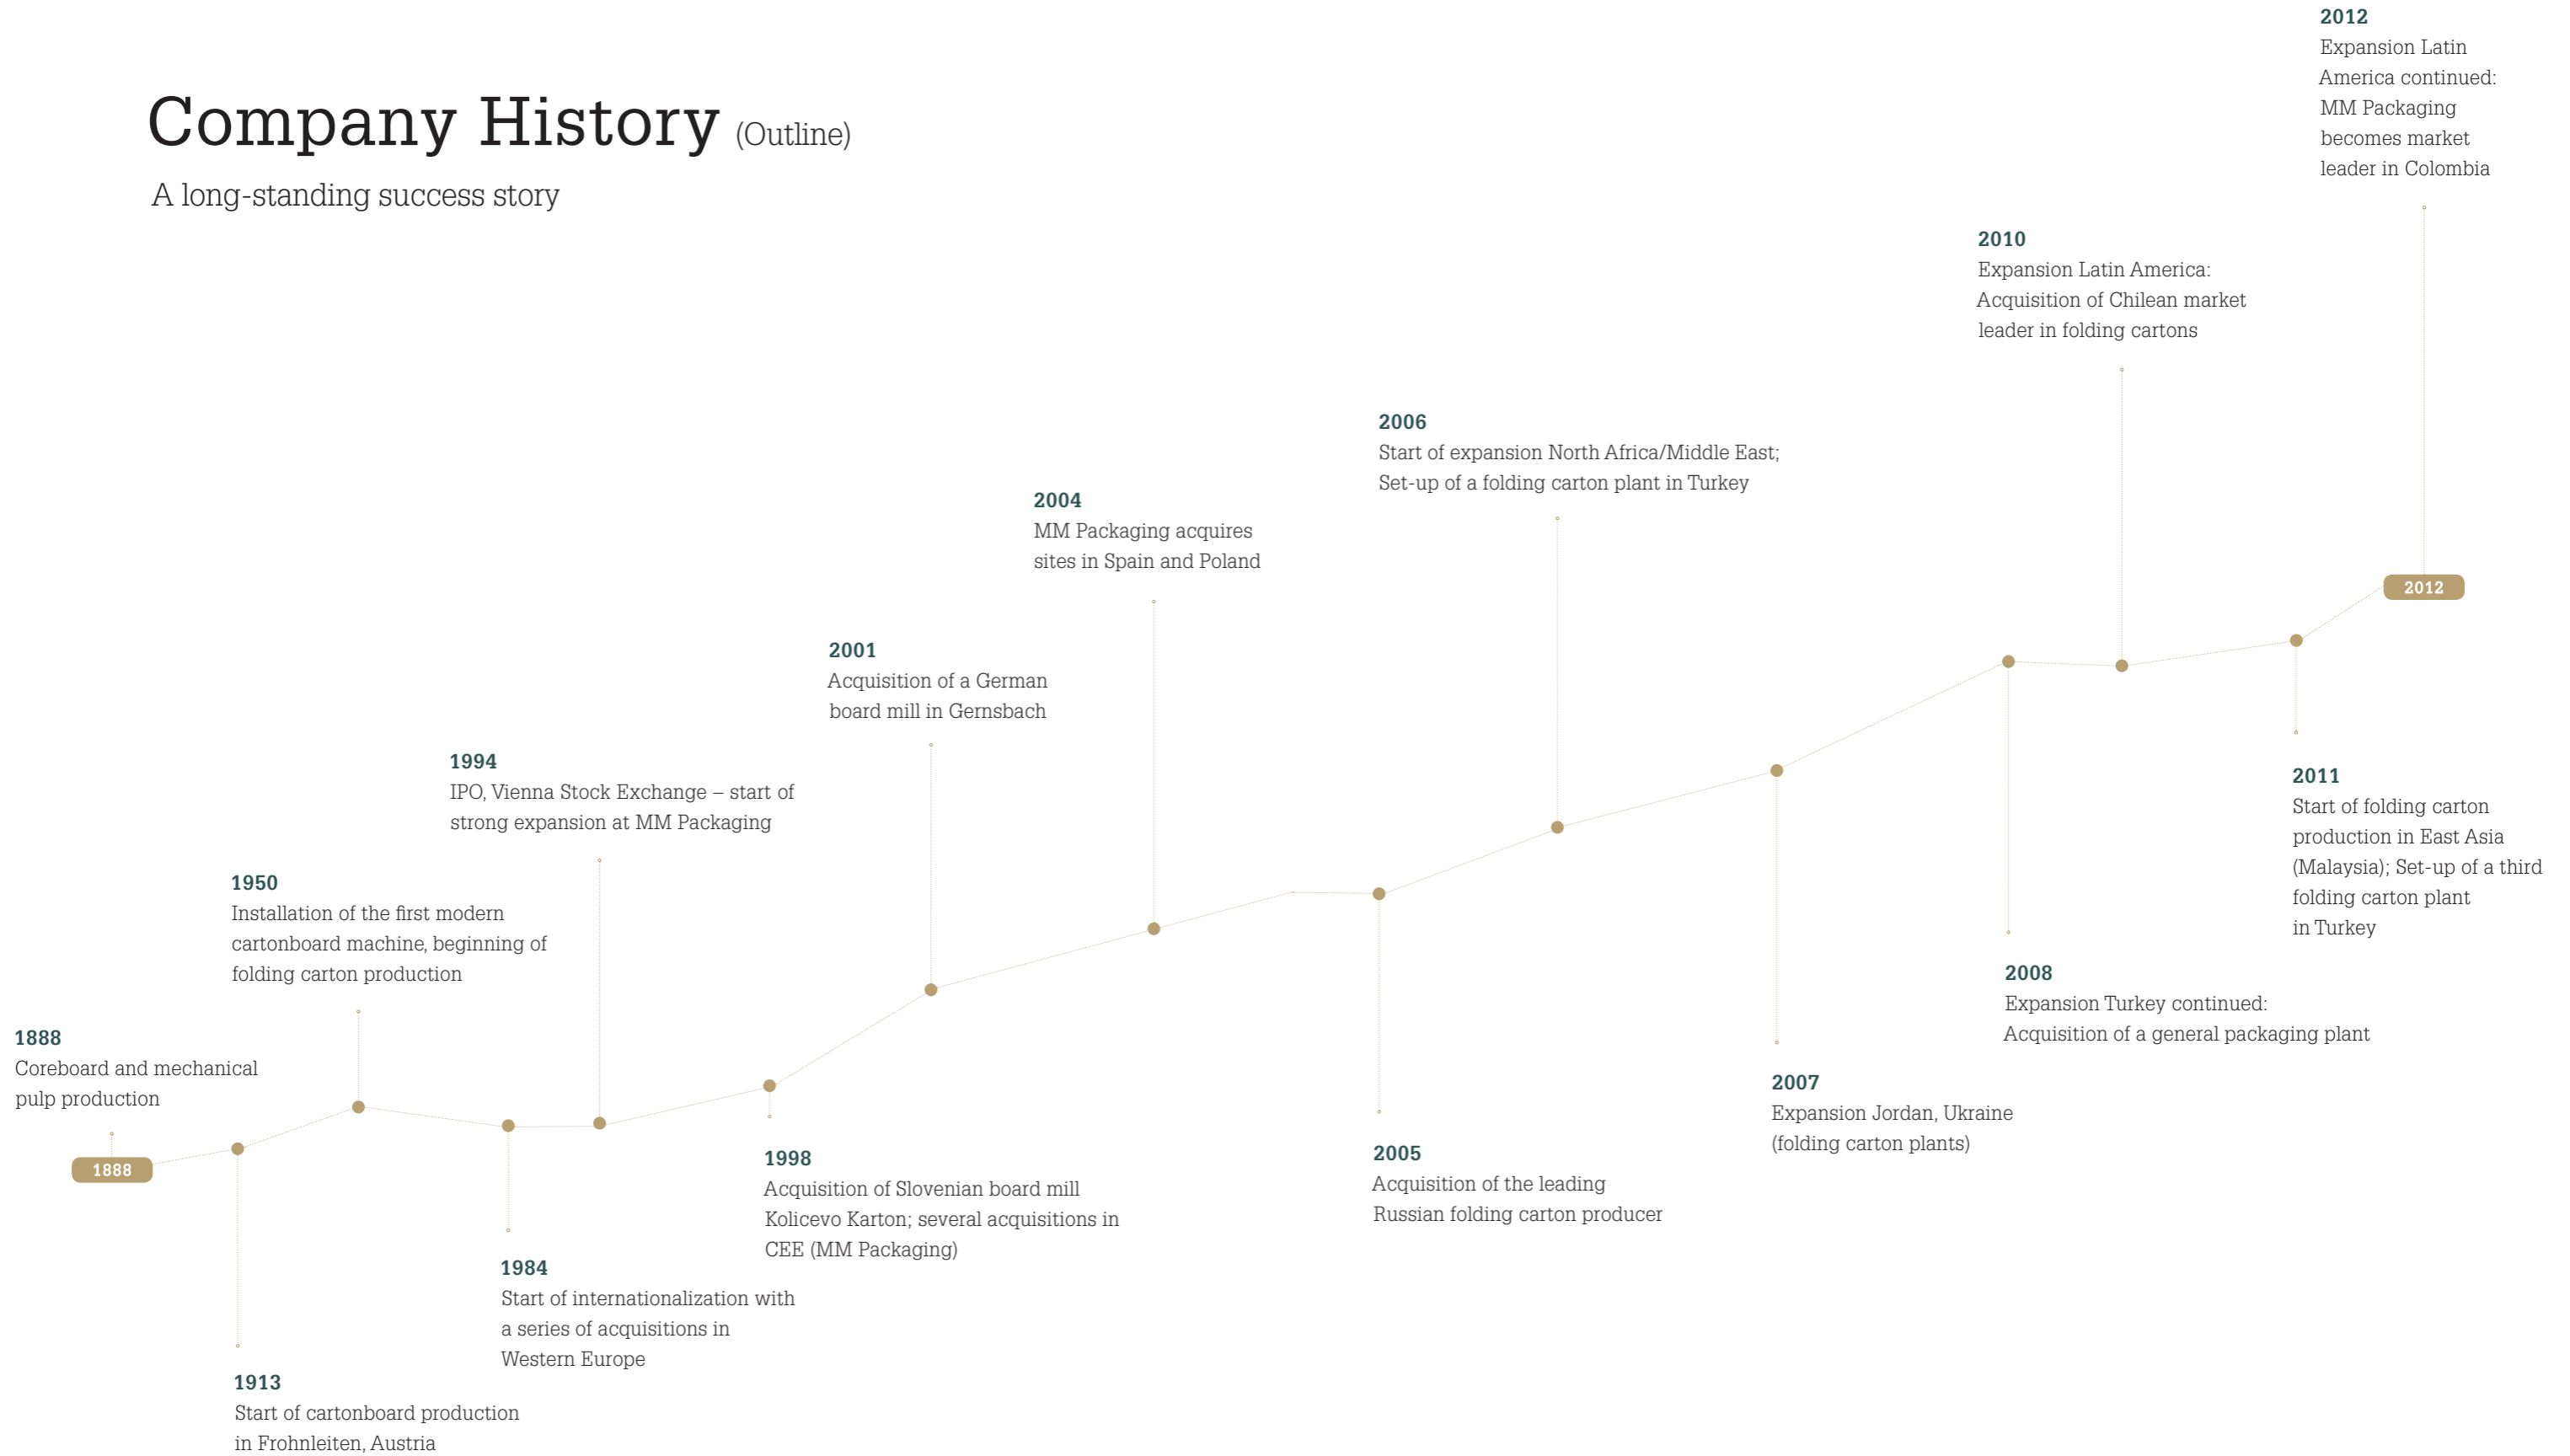 Company History (Outline)
A long-standing success story
1888
Coreboard and mechanical
pulp production
1888
1913
Start of cartonboard production
in Frohnleiten, Austria
1950
Installation of the first modern
cartonboard machine, beginning of
folding carton production
1984
Start of internationalization with
a series of acquisitions in
Western Europe
1994
IPO, Vienna Stock Exchange – start of
strong expansion at MM Packaging
1998
Acquisition of Slovenian board mill
Kolicevo Karton; several acquisitions in
CEE (MM Packaging)
2001
Acquisition of a German
board mill in Gernsbach
2004
MM Packaging acquires
sites in Spain and Poland
2005
Acquisition of the leading
Russian folding carton producer
2006
Start of expansion North Africa/Middle East;
Set-up of a folding carton plant in Turkey
2007
Expansion Jordan, Ukraine
(folding carton plants)
2008
Expansion Turkey continued:
Acquisition of a general packaging plant
2010
Expansion Latin America:
Acquisition of Chilean market
leader in folding cartons
2011
Start of folding carton
production in East Asia
(Malaysia); Set-up of a third
folding carton plant
in Turkey
2012
Expansion Latin
America continued:
MM Packaging
becomes market
leader in Colombia
2012